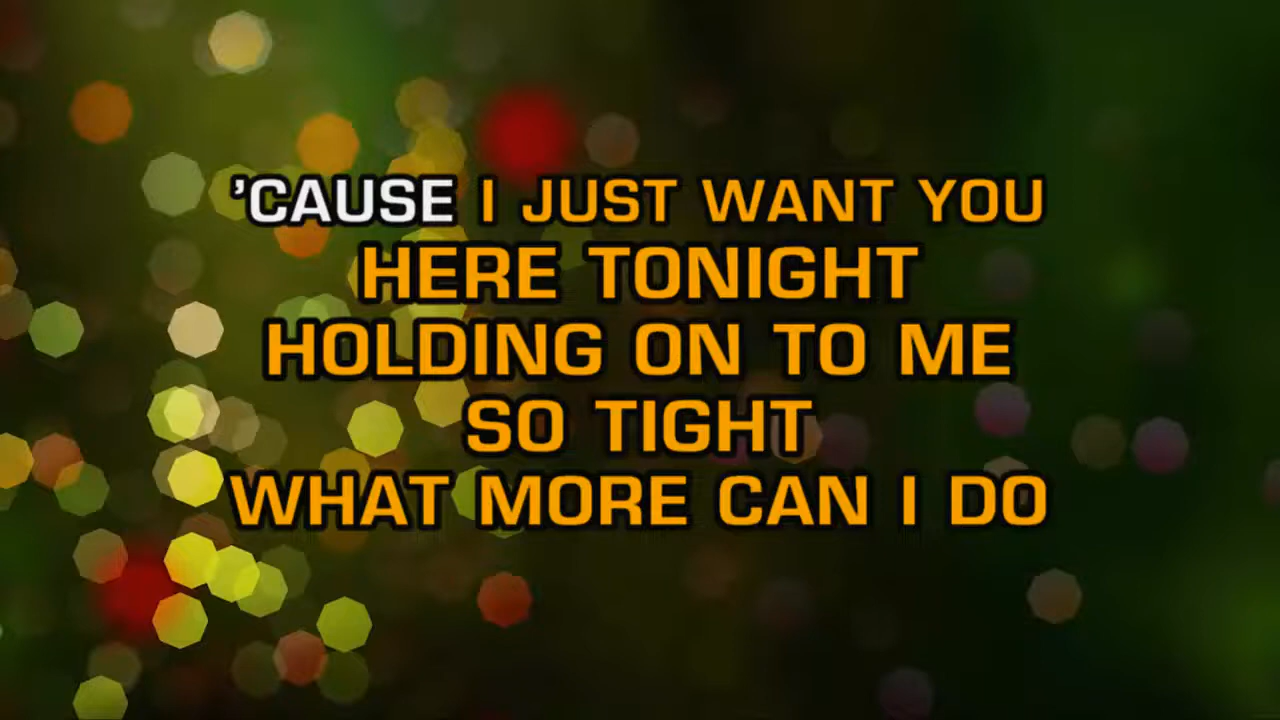 'CAUSE I JUST WANT YOU
HERE TONIGHT
HOLDING ON TO ME
SO TIGHT
WHAT MORE CAN I DO